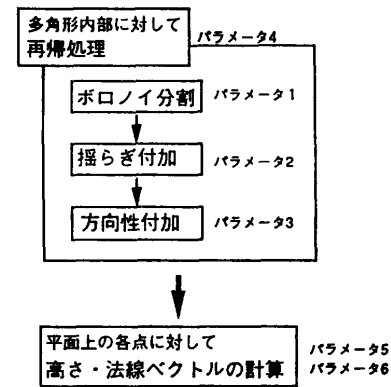 多角形内部に対して
再帰処理
パラメータ4
ボロノイ分割
パラメータ1
揺らぎ付加
パラメータ2
方向性付加
パラメータ3
平面上の各点に対して
高さ・法線ベクトルの計算
パラメータ5
パラメータ6